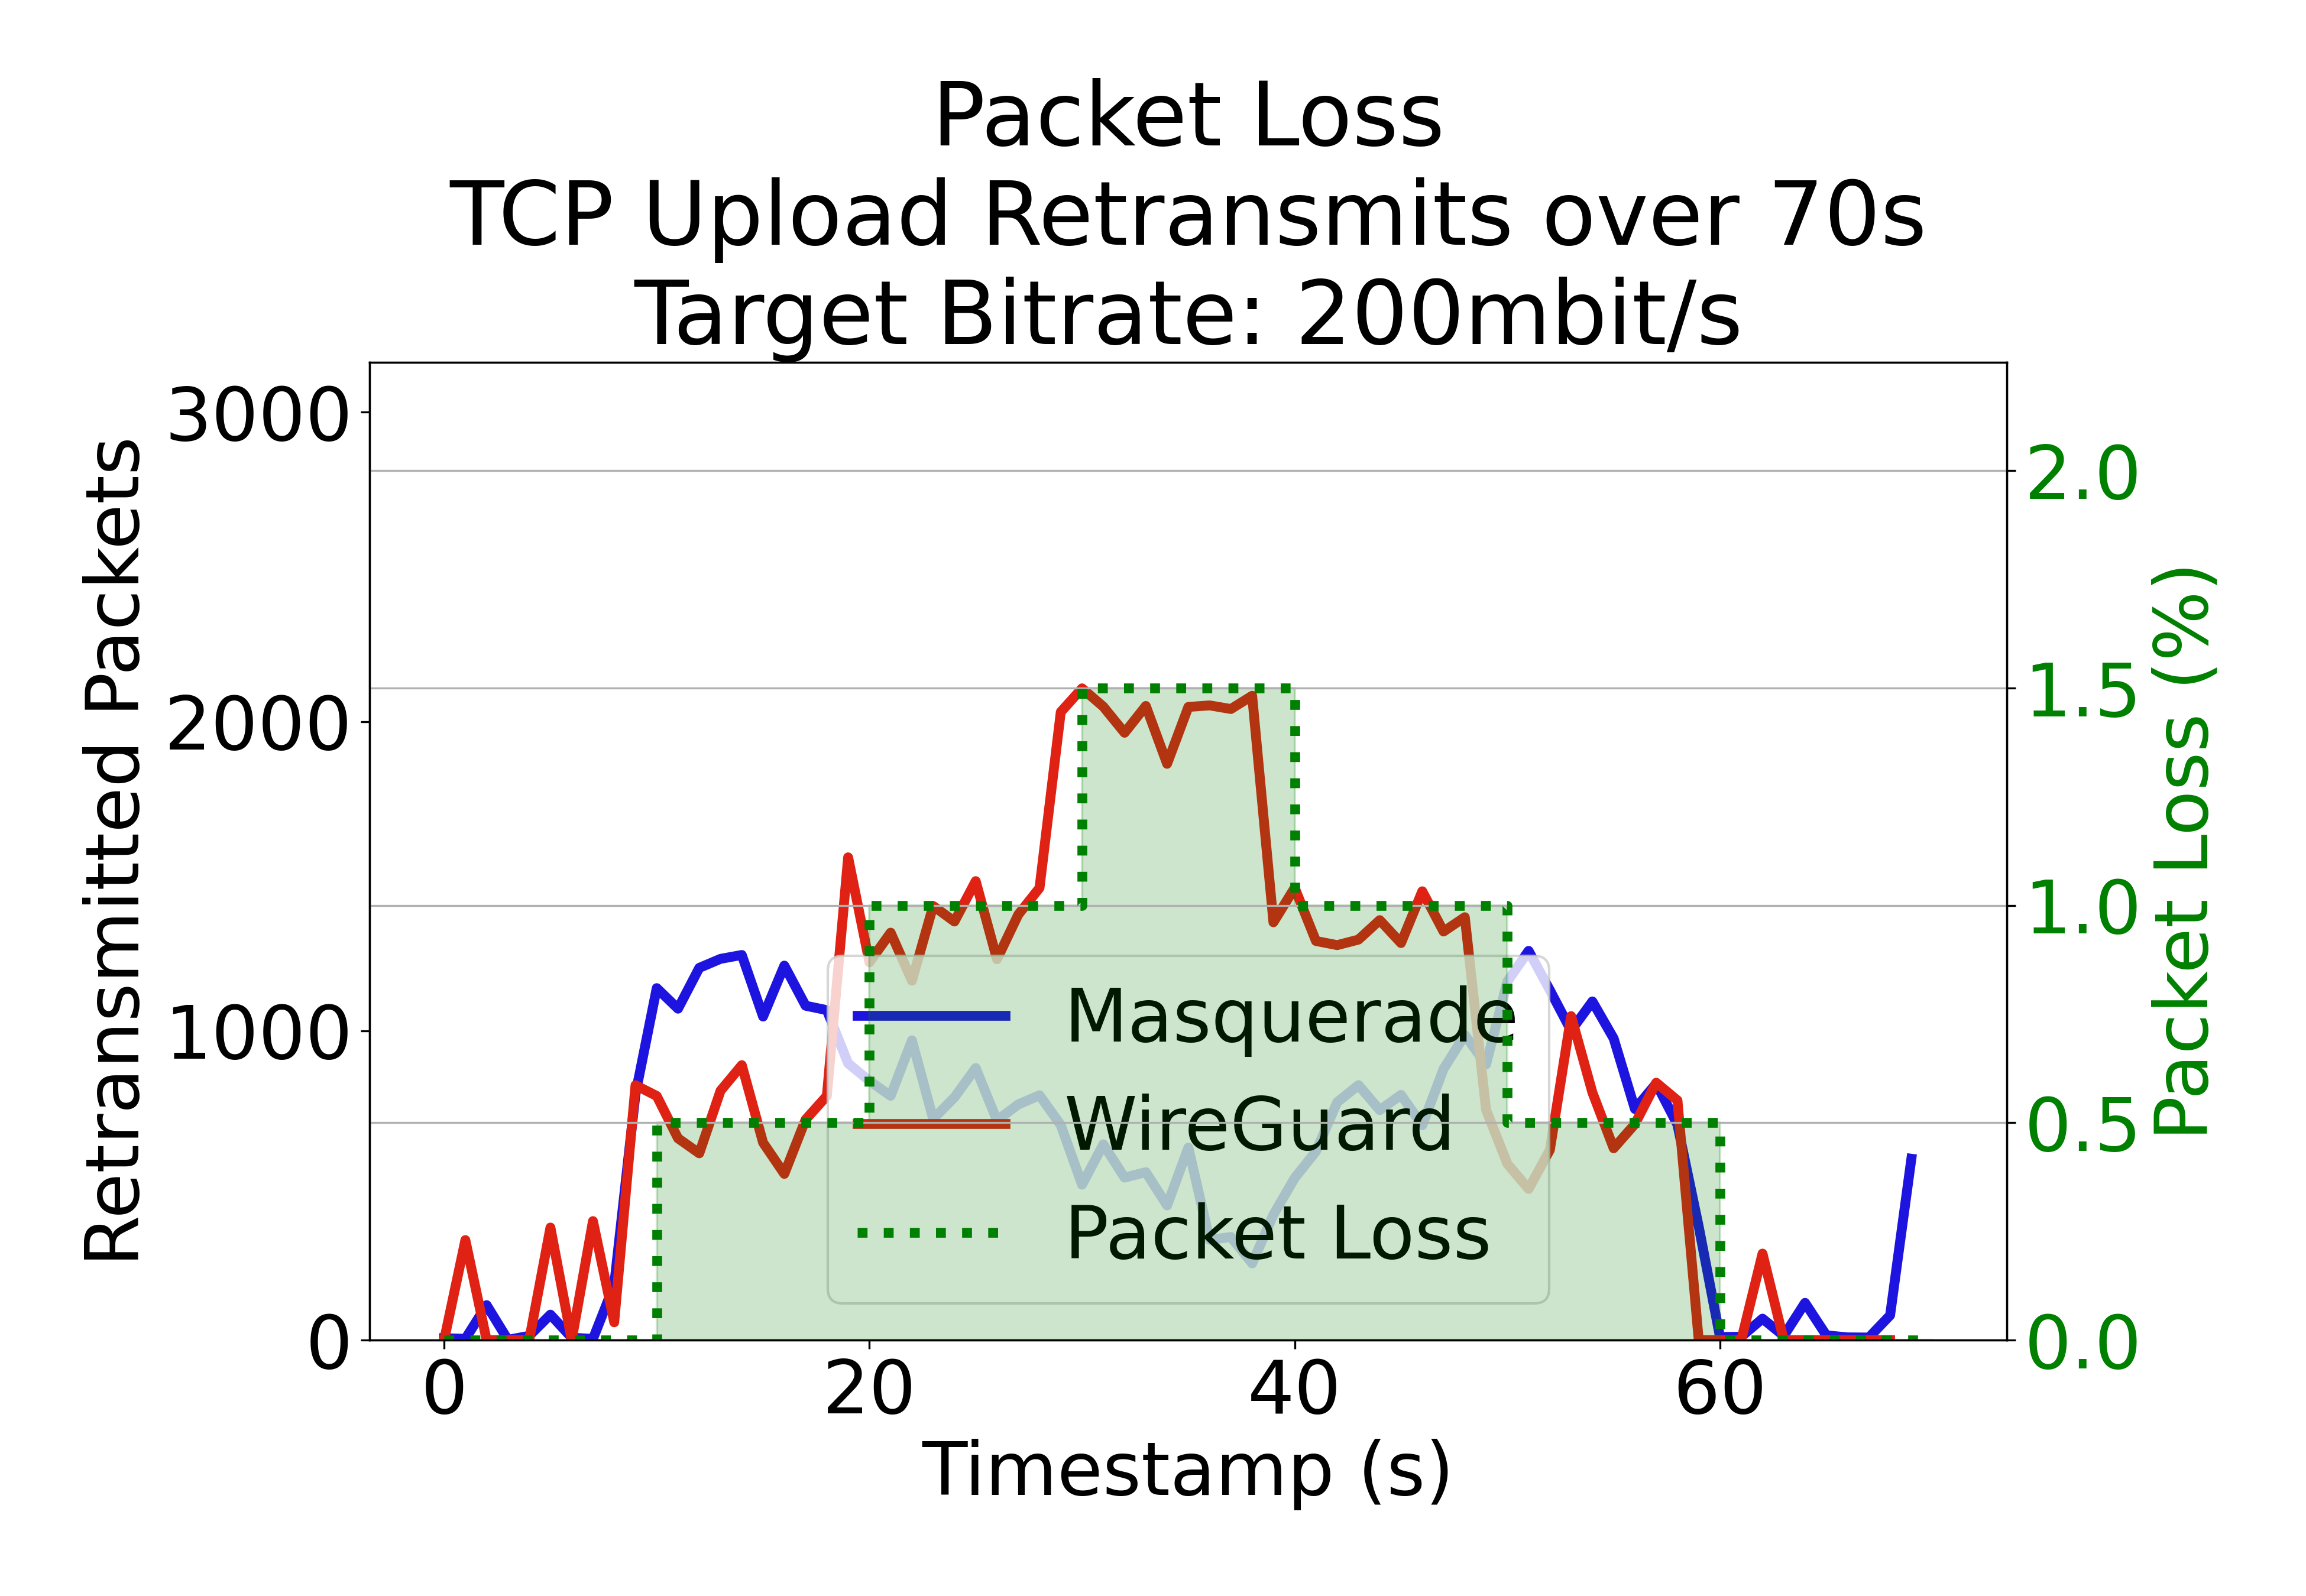 Packet Loss
TCP Upload Retransmits over 70s
Target Bitrate: 200mbit/s
Retransmitted Packets
3000
2000
1000
0
2.0
1.5
1.0
0.5
0.0
Packet Loss (%)
Masquerade
WireGuard
Packet Loss
0 20 40 60
Timestamp (s)